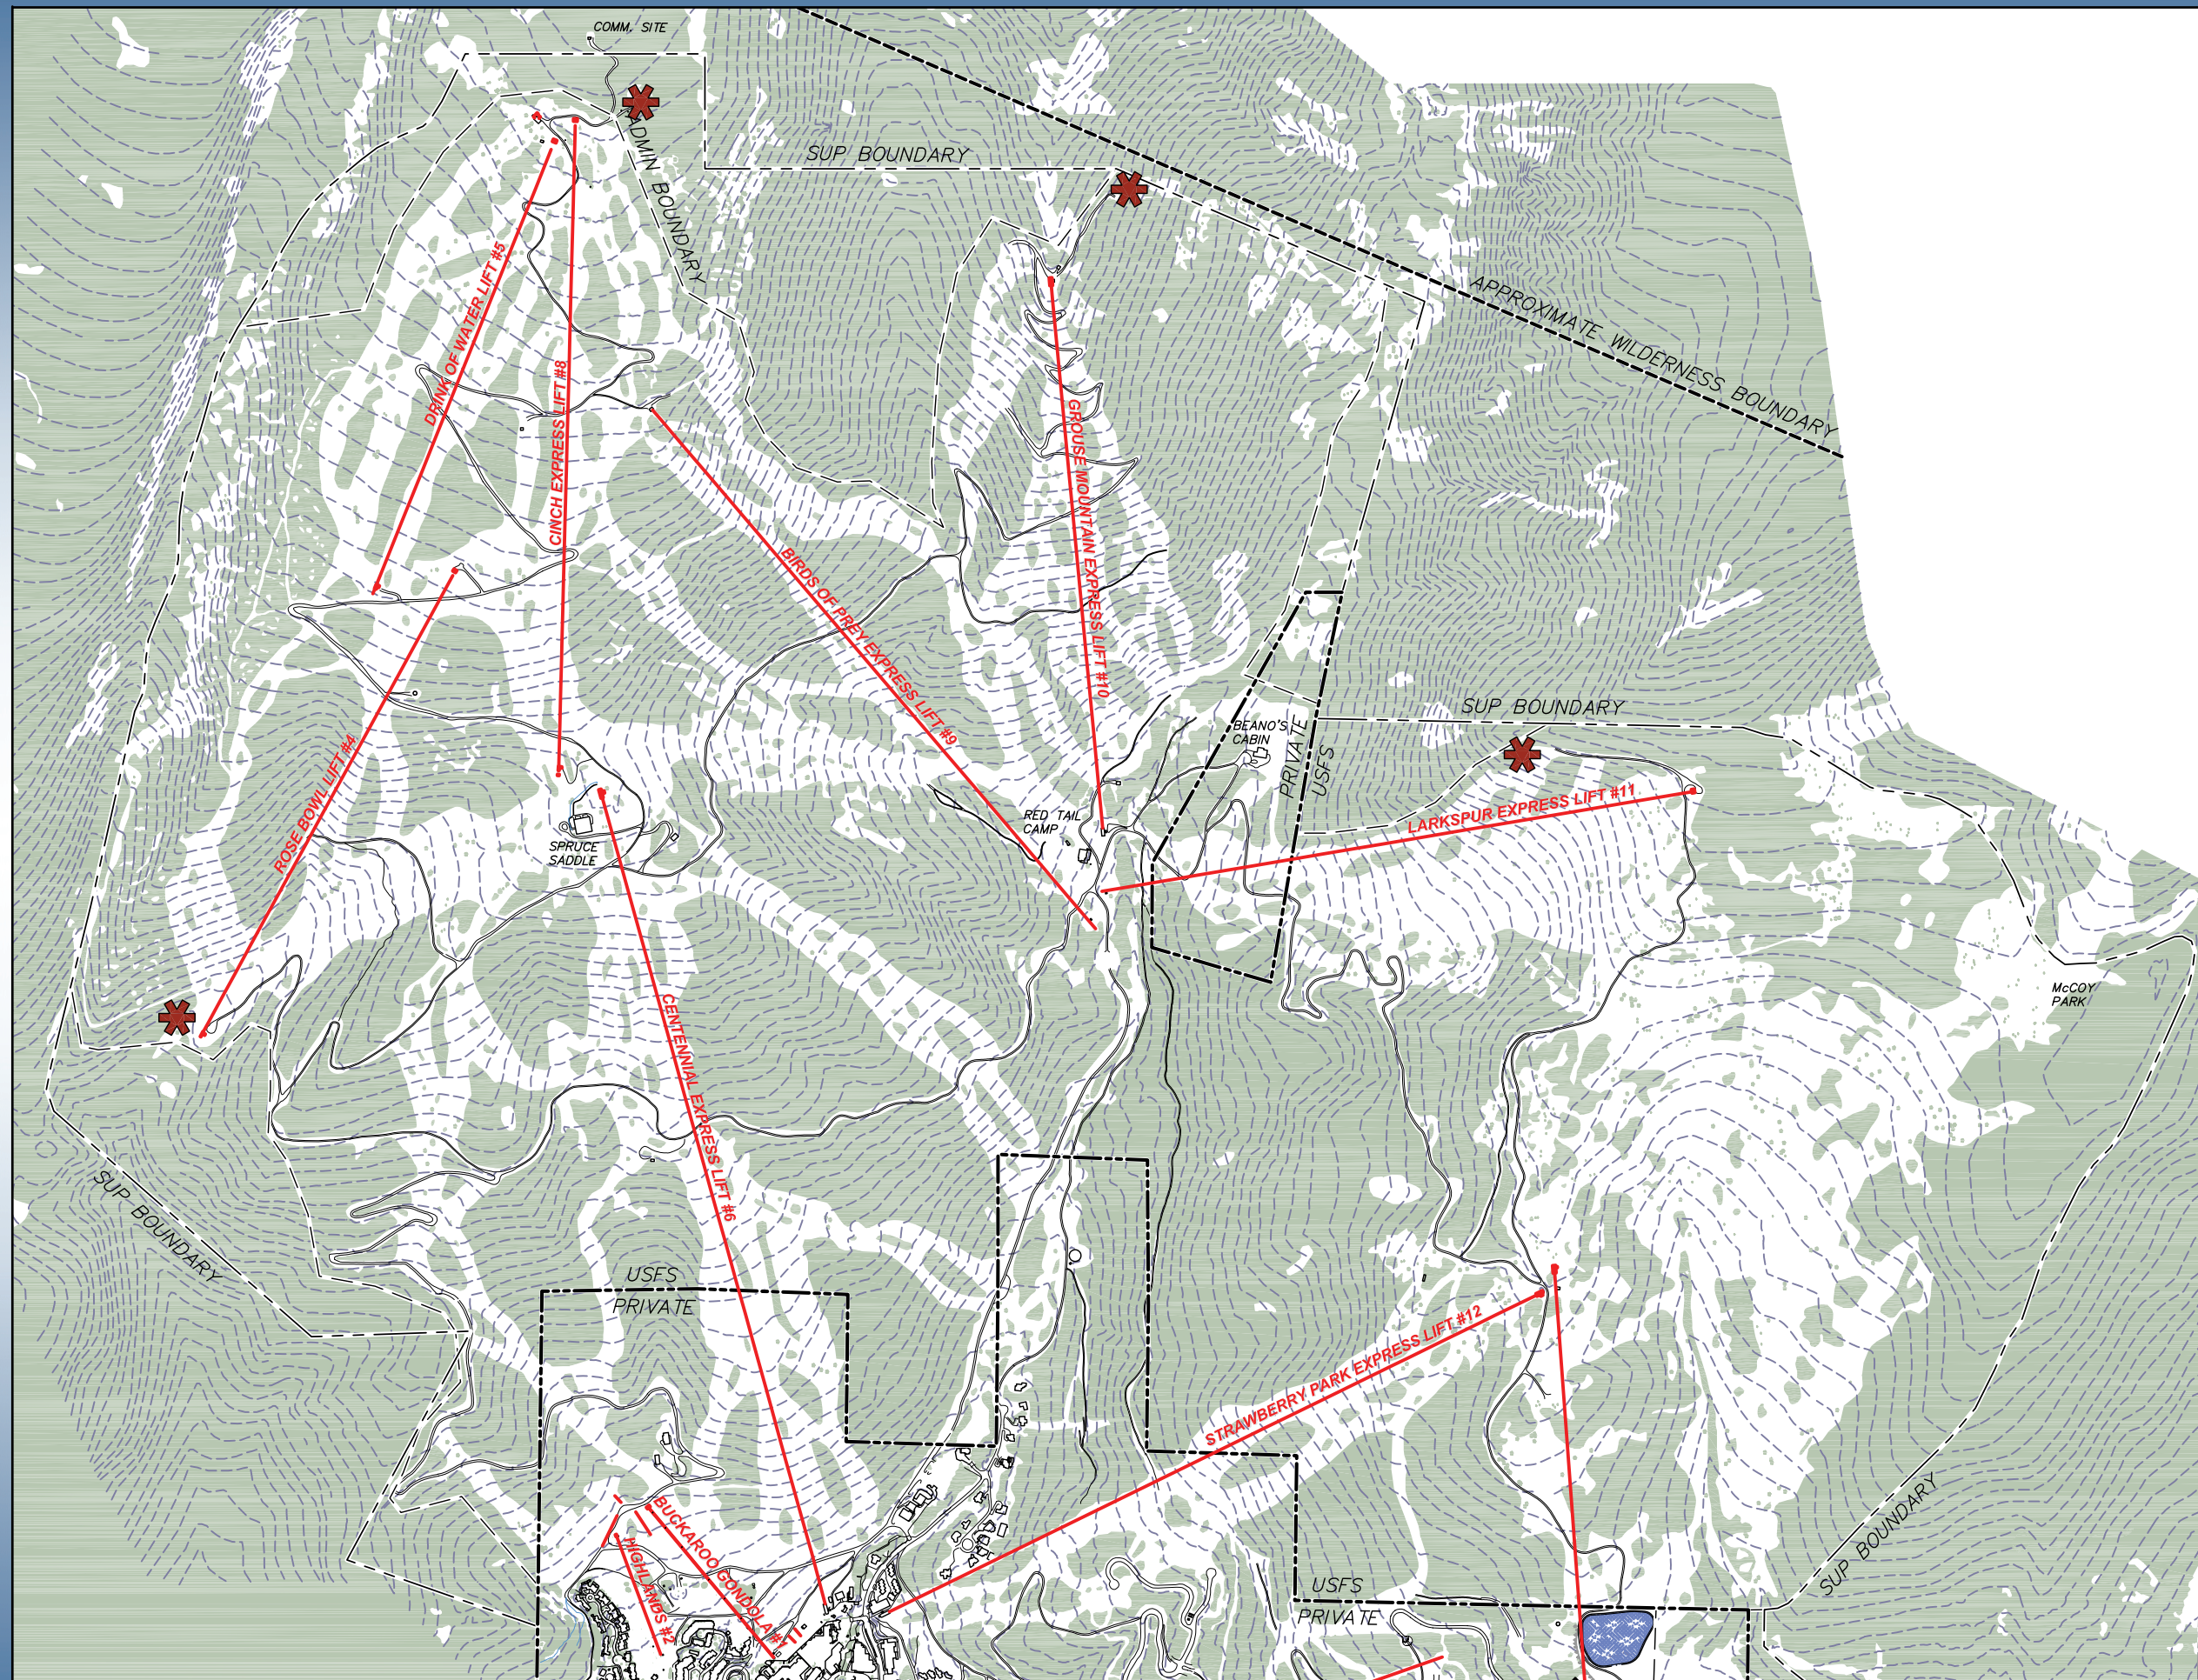 COMM. SITE
ADMIN BOUNDARY
SUP BOUNDARY
APPROXIMATE WILDERNESS BOUNDARY
DRINK OF WATER LIFT #5
CINCH EXPRESS LIFT #8
BIRDS OF PREY EXPRESS LIFT #9
GROUSE MOUNTAIN EXPRESS LIFT #10
ROSE BOWL LIFT #4
BEANO'S
CABIN
PRIVATE
USFS
SUP BOUNDARY
LARKSPUR EXPRESS LIFT #11
RED TAIL
CAMP
SPRUCE
SADDLE
McCOY
PARK
CENTENNIAL EXPRESS LIFT #6
SUP BOUNDARY
USFS
PRIVATE
STRAWBERRY PARK EXPRESS LIFT #12
BUCKAROO GONDOLA #1
HIGHLANDS #2
USFS
PRIVATE
SUP BOUNDARY